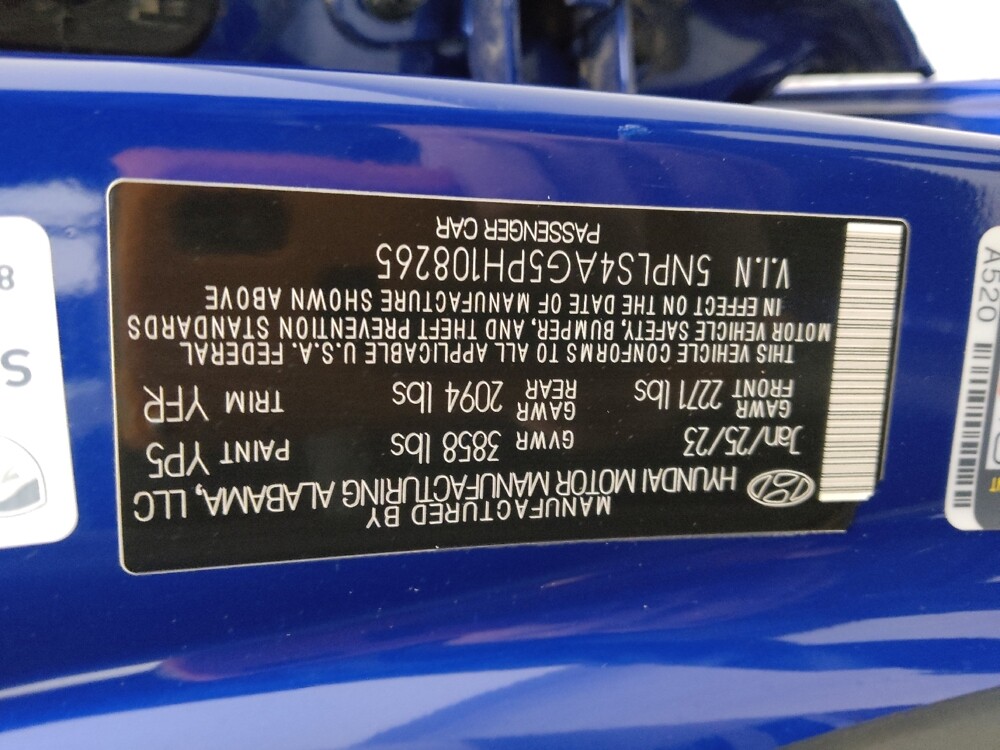 MANUFACTURED BY
HYUNDAI MOTOR MANUFACTURING ALABAMA, LLC
Jan/25/23 GVWR 3858 lbs PAINT YP5
GAWR FRONT 2271 lbs GAWR REAR 2094 lbs TRIM YFR
THIS VEHICLE CONFORMS TO ALL APPLICABLE U.S.A. FEDERAL
MOTOR VEHICLE SAFETY, BUMPER, AND THEFT PREVENTION STANDARDS
IN EFFECT ON THE DATE OF MANUFACTURE SHOWN ABOVE
V.I.N 5NPLS4AG5PH108265
PASSENGER CAR
A520
S
8